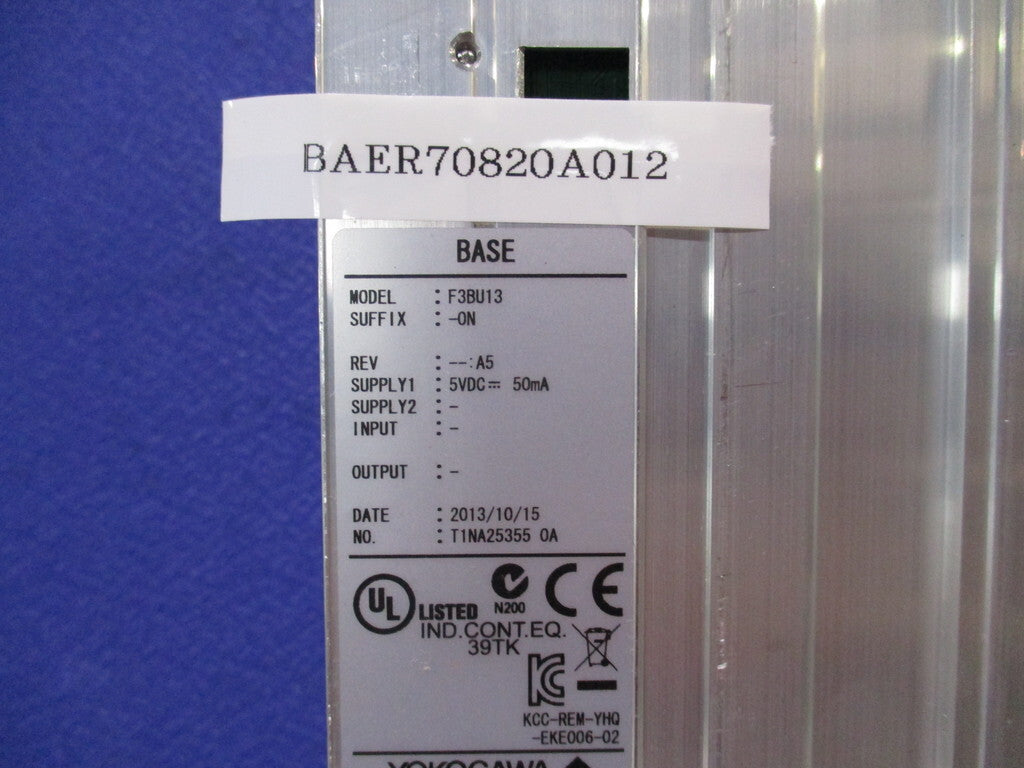 BAER70820A012
BASE
MODEL : F3BU13
SUFFIX : -0N
REV : --:A5
SUPPLY1 : 5VDC⎓ 50mA
SUPPLY2 : -
INPUT : -
OUTPUT : -
DATE : 2013/10/15
NO. : T1NA25355 0A
UL LISTED
N200
CE
IND.CONT.EQ.
39TK
KCC-REM-YHQ
-EKE006-02
YOKOGAWA